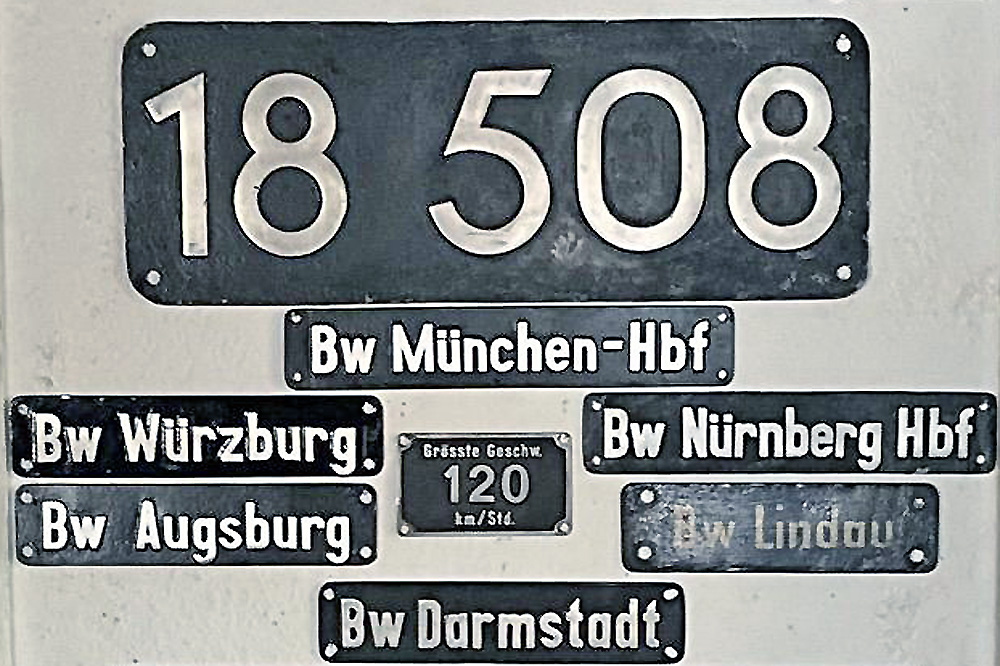 18 508
Bw München-Hbf
Bw Würzburg
Grösste Geschw.
120
km/Std.
Bw Nürnberg Hbf
Bw Augsburg
Bw Lindau
Bw Darmstadt